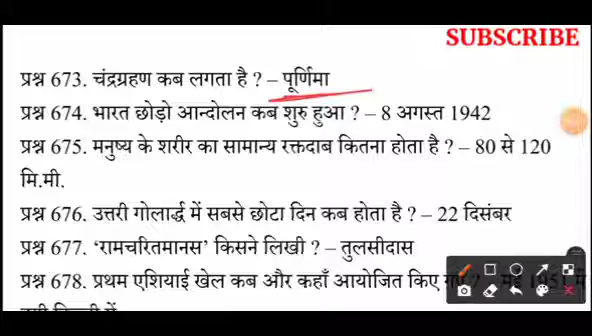 SUBSCRIBE
प्रश्न 673. चंद्रग्रहण कब लगता है ? – पूर्णिमा
प्रश्न 674. भारत छोड़ो आन्दोलन कब शुरु हुआ ? – 8 अगस्त 1942
प्रश्न 675. मनुष्य के शरीर का सामान्य रक्तदाब कितना होता है ? – 80 से 120
मि.मी.
प्रश्न 676. उत्तरी गोलार्द्ध में सबसे छोटा दिन कब होता है ? – 22 दिसंबर
प्रश्न 677. ‘रामचरितमानस’ किसने लिखी ? – तुलसीदास
प्रश्न 678. प्रथम एशियाई खेल कब और कहाँ आयोजित किए